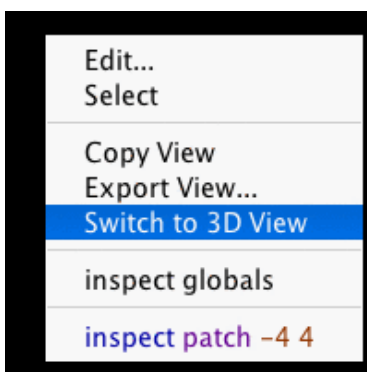 Edit...
Select
Copy View
Export View...
Switch to 3D View
inspect globals
inspect patch -4 4